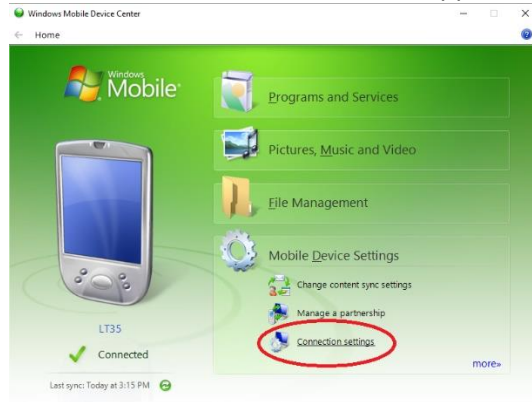 Windows Mobile Device Center
Home
Windows
Mobile
Programs and Services
Pictures, Music and Video
File Management
Mobile Device Settings
Change content sync settings
Manage a partnership
Connection settings
more»
LT35
Connected
Last sync: Today at 3:15 PM